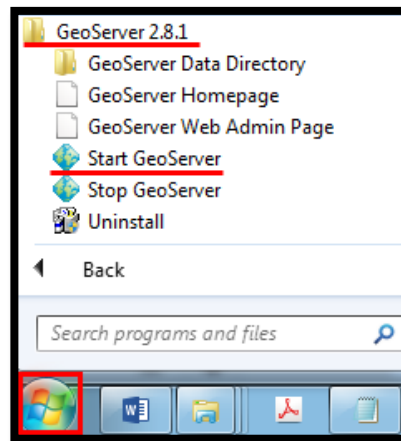 GeoServer 2.8.1
GeoServer Data Directory
GeoServer Homepage
GeoServer Web Admin Page
Start GeoServer
Stop GeoServer
Uninstall
Back
Search programs and files